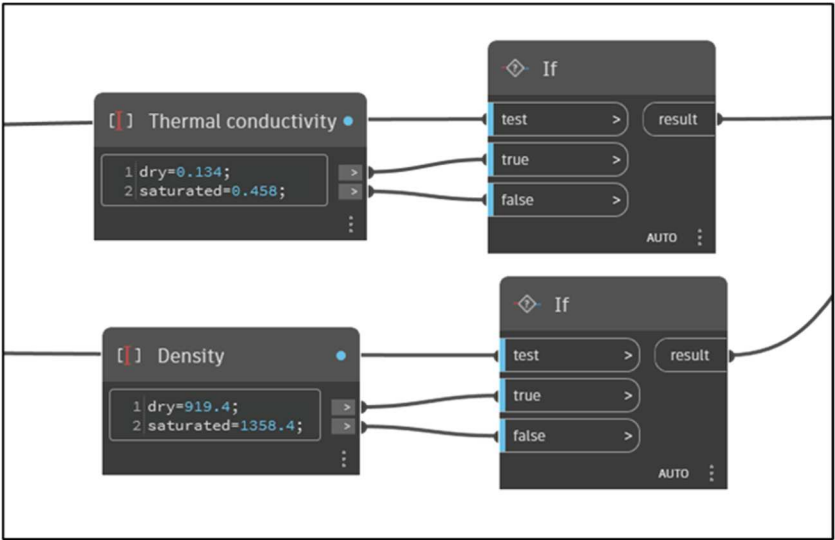 Thermal conductivity
1 dry=0.134;
2 saturated=0.458;
>
>
If
test >
true >
false >
result
AUTO
Density
1 dry=919.4;
2 saturated=1358.4;
>
>
If
test >
true >
false >
result
AUTO